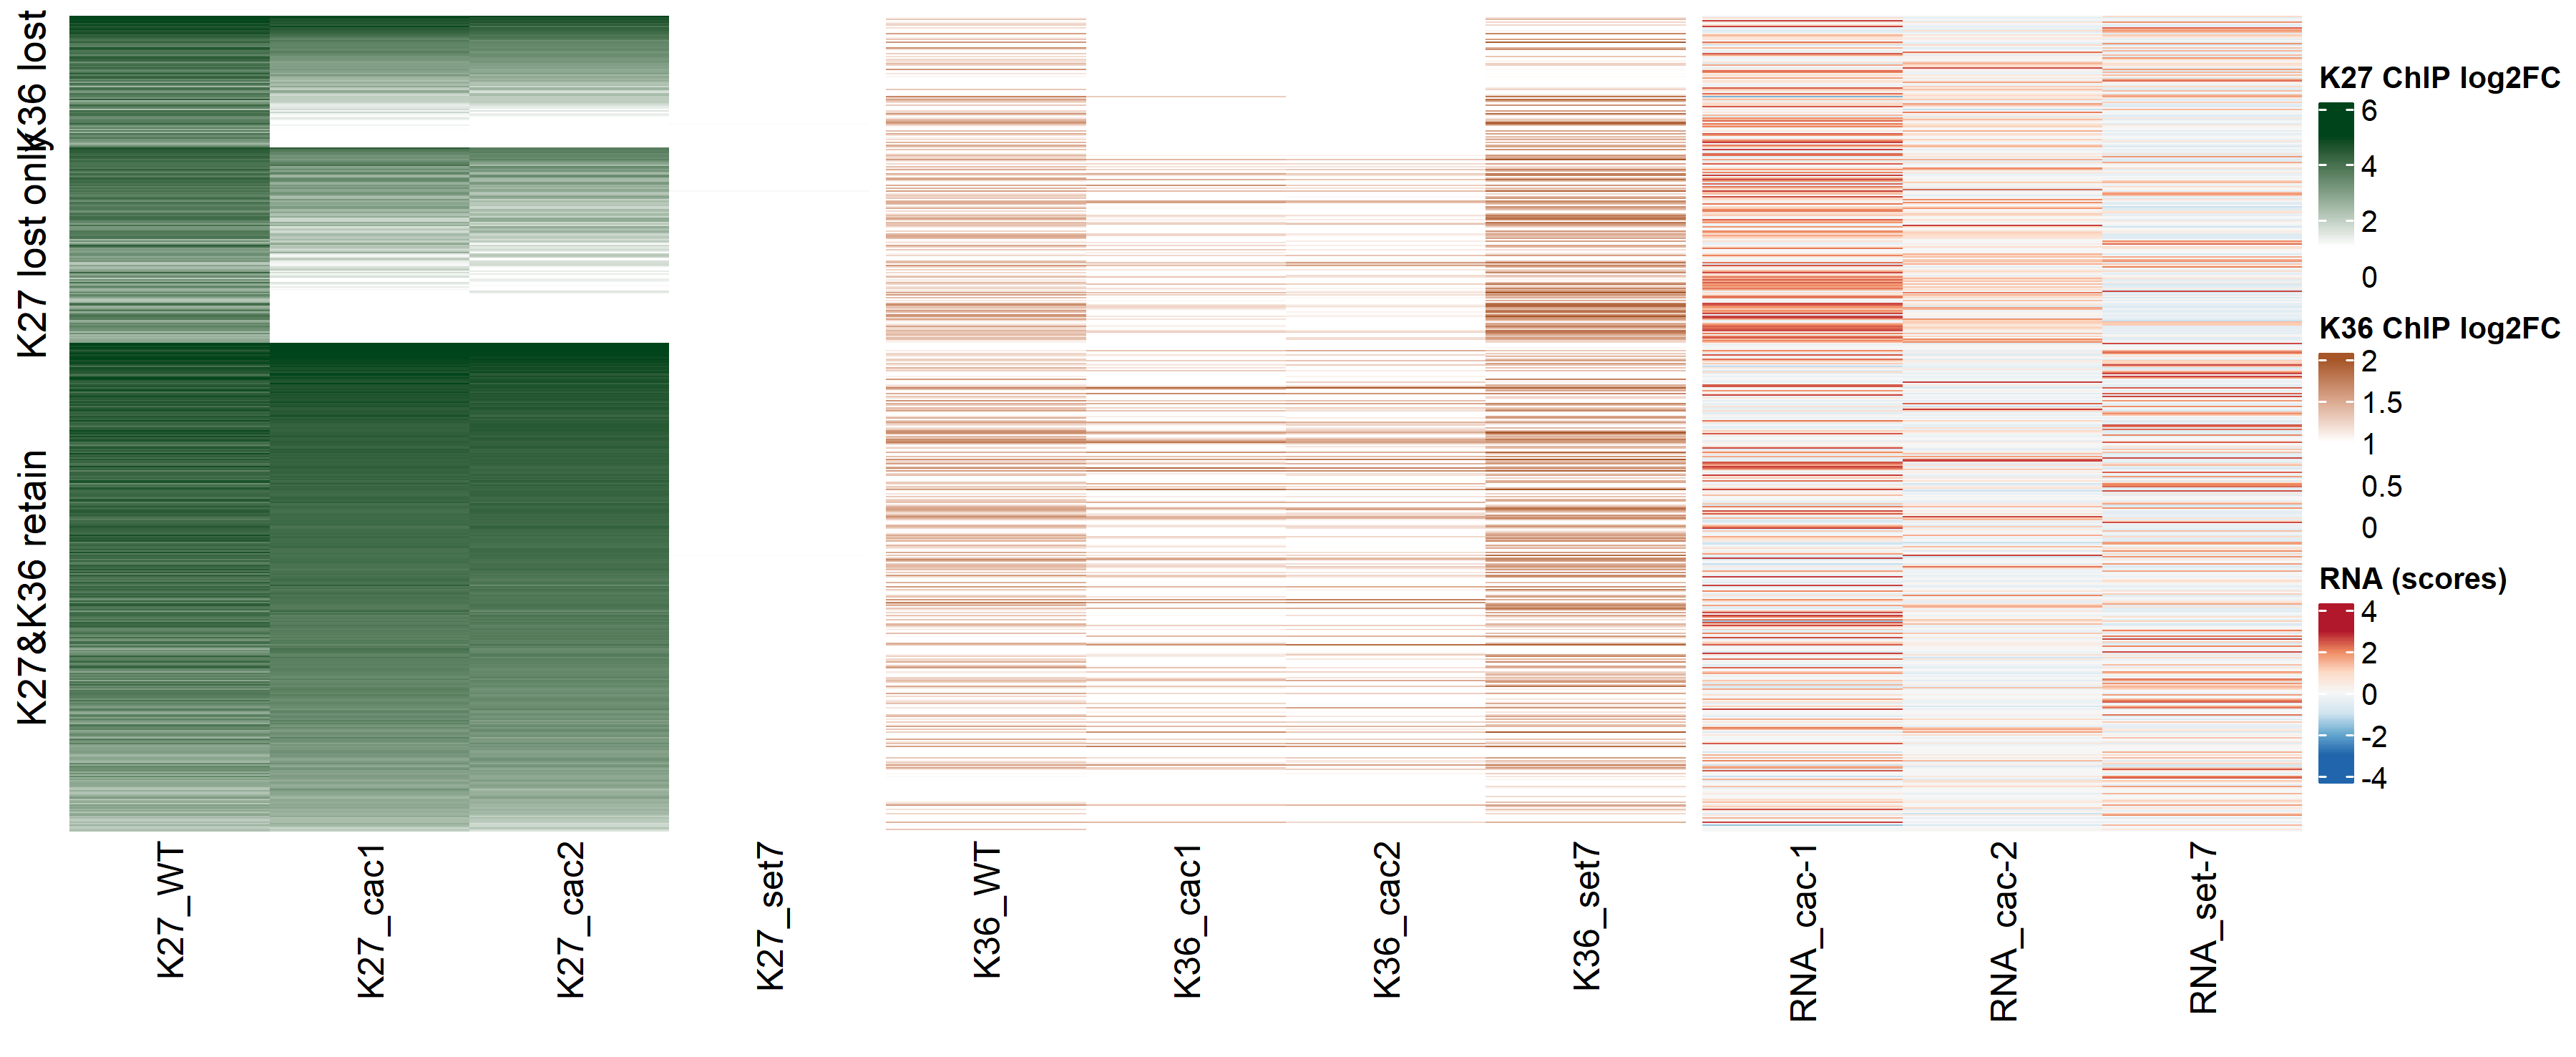 K36 lost
K27 lost only
K27&K36 retain
K27_WT
K27_cac1
K27_cac2
K27_set7
K36_WT
K36_cac1
K36_cac2
K36_set7
RNA_cac-1
RNA_cac-2
RNA_set-7
K27 ChIP log2FC
6
4
2
0
K36 ChIP log2FC
2
1.5
1
0.5
0
RNA (scores)
4
2
0
-2
-4